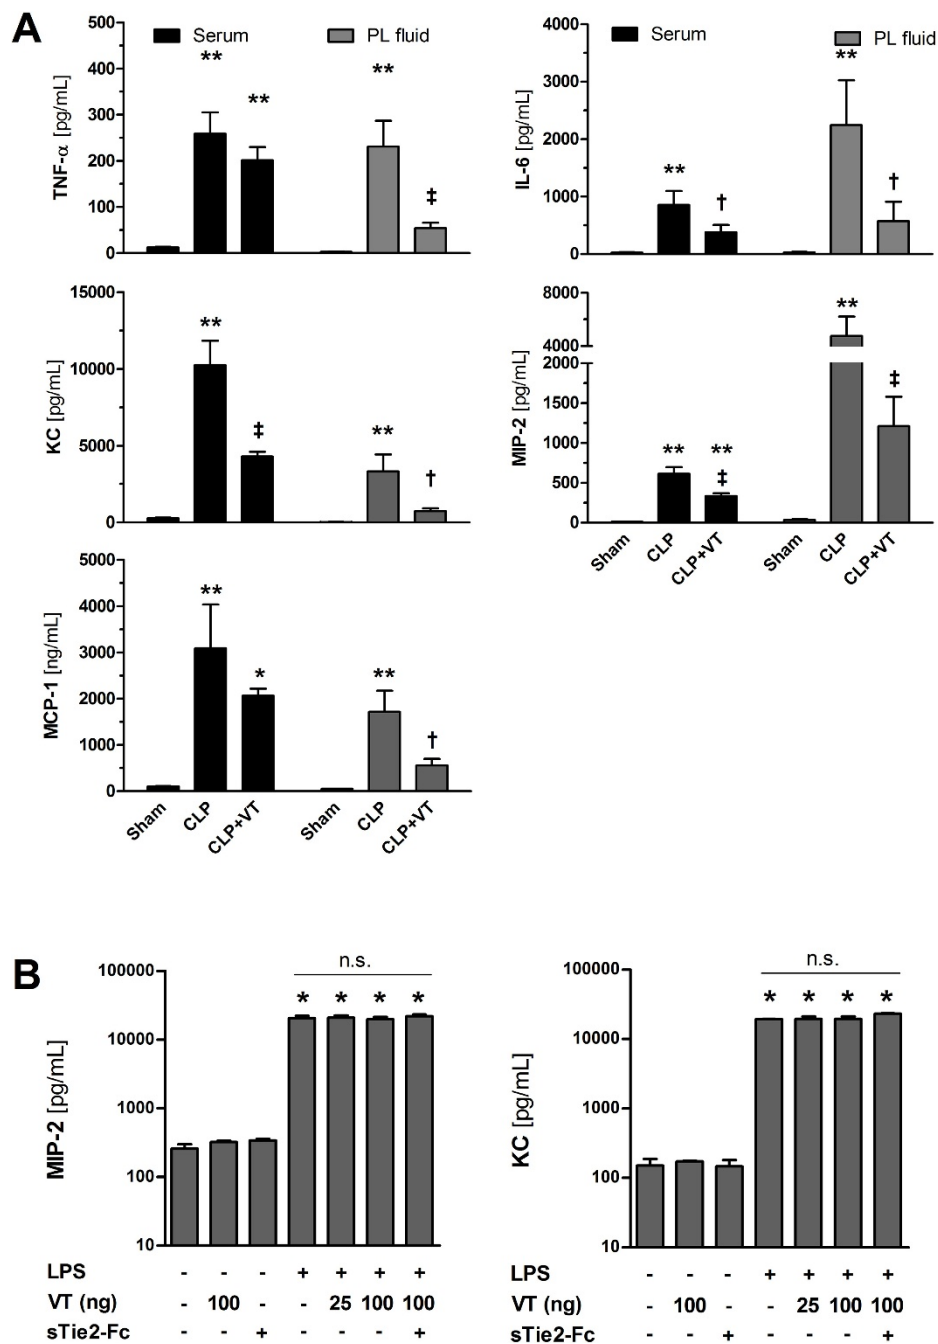 A
Serum
PL fluid
TNF-α [pg/mL]
500
400
300
200
100
0
** ** ** ‡
Serum
PL fluid
IL-6 [pg/mL]
4000
3000
2000
1000
0
** † ** †
KC [pg/mL]
15000
10000
5000
0
** ‡ ** †
MIP-2 [pg/mL]
8000
4000
2000
1500
1000
500
0
** ** ‡ ** ‡
Sham CLP CLP+VT Sham CLP CLP+VT
MCP-1 [ng/mL]
5000
4000
3000
2000
1000
0
** * ** †
Sham CLP CLP+VT Sham CLP CLP+VT
B
MIP-2 [pg/mL]
100000
10000
1000
100
10
n.s.
* * * *
LPS - - - + + + +
VT (ng) - 100 - - 25 100 100
sTie2-Fc - - + - - - +
KC [pg/mL]
100000
10000
1000
100
10
n.s.
* * * *
LPS - - - + + + +
VT (ng) - 100 - - 25 100 100
sTie2-Fc - - + - - - +